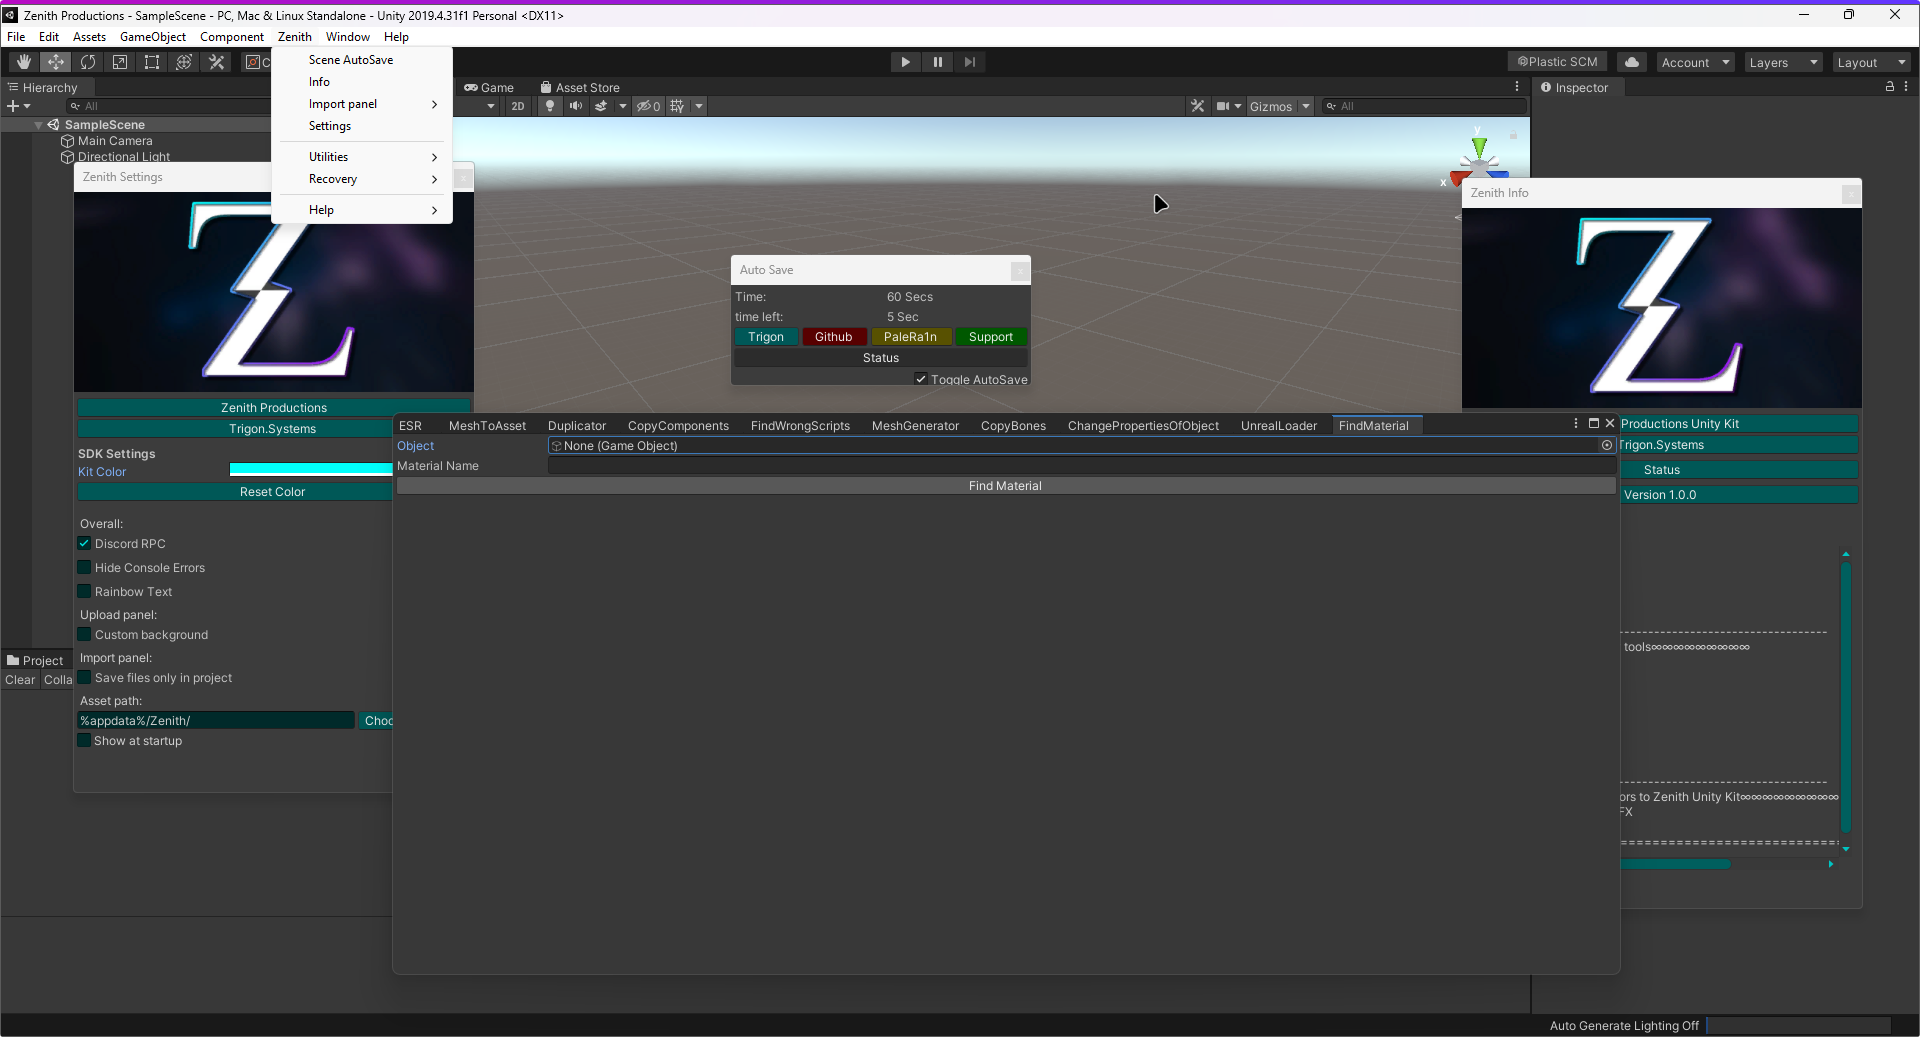 Zenith Productions - SampleScene - PC, Mac & Linux Standalone - Unity 2019.4.31f1 Personal <DX11>
File Edit Assets GameObject Component Zenith Window Help
Scene AutoSave
Info
Import panel
Settings
Utilities
Recovery
Help
Plastic SCM
Account
Layers
Layout
Hierarchy
Game
Asset Store
Inspector
All
2D
0
Gizmos
All
SampleScene
Main Camera
Directional Light
y
x
Zenith Settings
Z
Zenith Productions
Trigon.Systems
SDK Settings
Kit Color
Reset Color
Overall:
Discord RPC
Hide Console Errors
Rainbow Text
Upload panel:
Custom background
Import panel:
Save files only in project
Asset path:
%appdata%/Zenith/
Choo
Show at startup
Project
Clear Colla
Auto Save
Time: 60 Secs
time left: 5 Sec
Trigon Github PaleRa1n Support
Status
Toggle AutoSave
ESR MeshToAsset Duplicator CopyComponents FindWrongScripts MeshGenerator CopyBones ChangePropertiesOfObject UnrealLoader FindMaterial
Object None (Game Object)
Material Name
Find Material
Zenith Info
Z
Productions Unity Kit
Trigon.Systems
Status
Version 1.0.0
tools∞∞∞∞∞∞∞∞∞
ors to Zenith Unity Kit∞∞∞∞∞∞∞∞∞
FX
Auto Generate Lighting Off